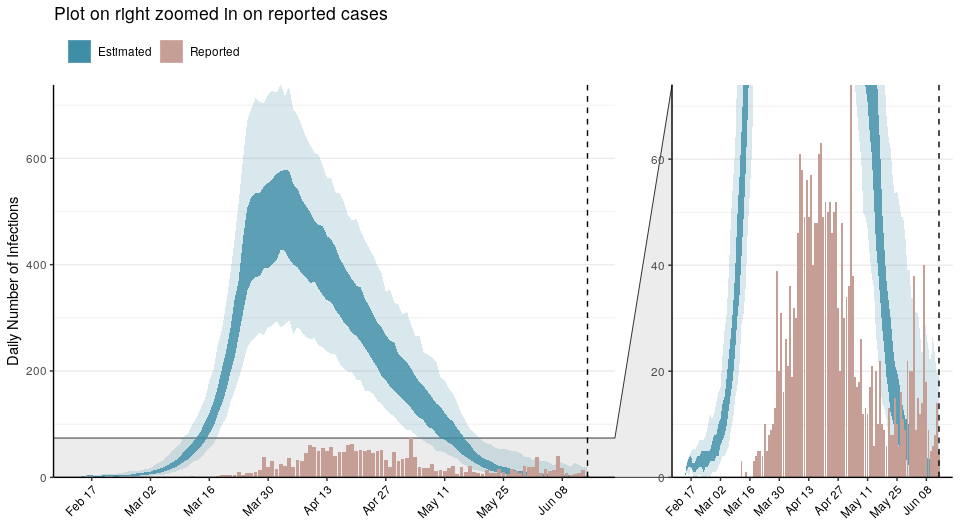 Plot on right zoomed in on reported cases
Estimated Reported
Daily Number of Infections
600
400
200
0
Feb 17 Mar 02 Mar 16 Mar 30 Apr 13 Apr 27 May 11 May 25 Jun 08
60
40
20
0
Feb 17 Mar 02 Mar 16 Mar 30 Apr 13 Apr 27 May 11 May 25 Jun 08